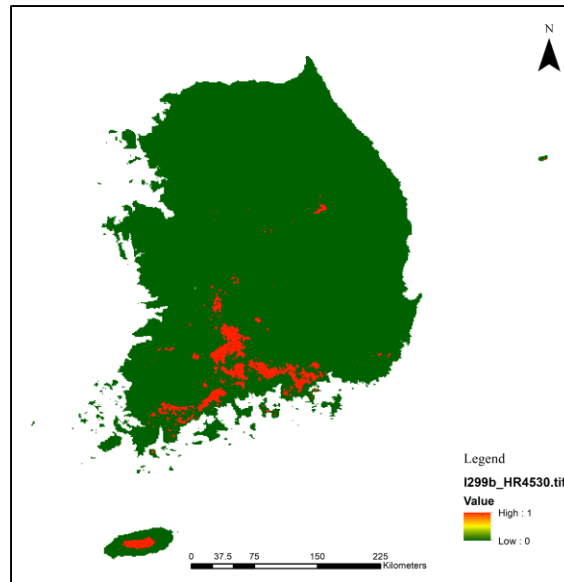 N
Legend
I299b_HR4530.tif
Value
High : 1
Low : 0
0 37.5 75 150 225
Kilometers